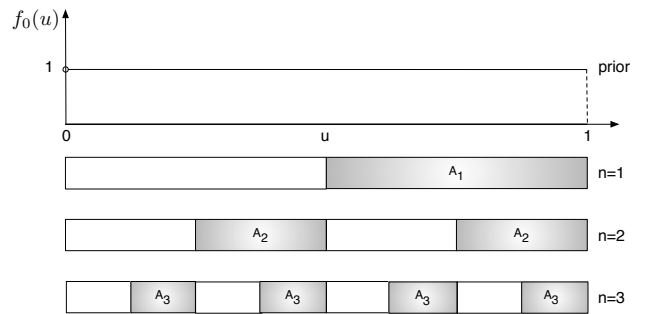 f₀(u)
1 prior
0 u 1
A₁ n=1
A₂ A₂ n=2
A₃ A₃ A₃ A₃ n=3